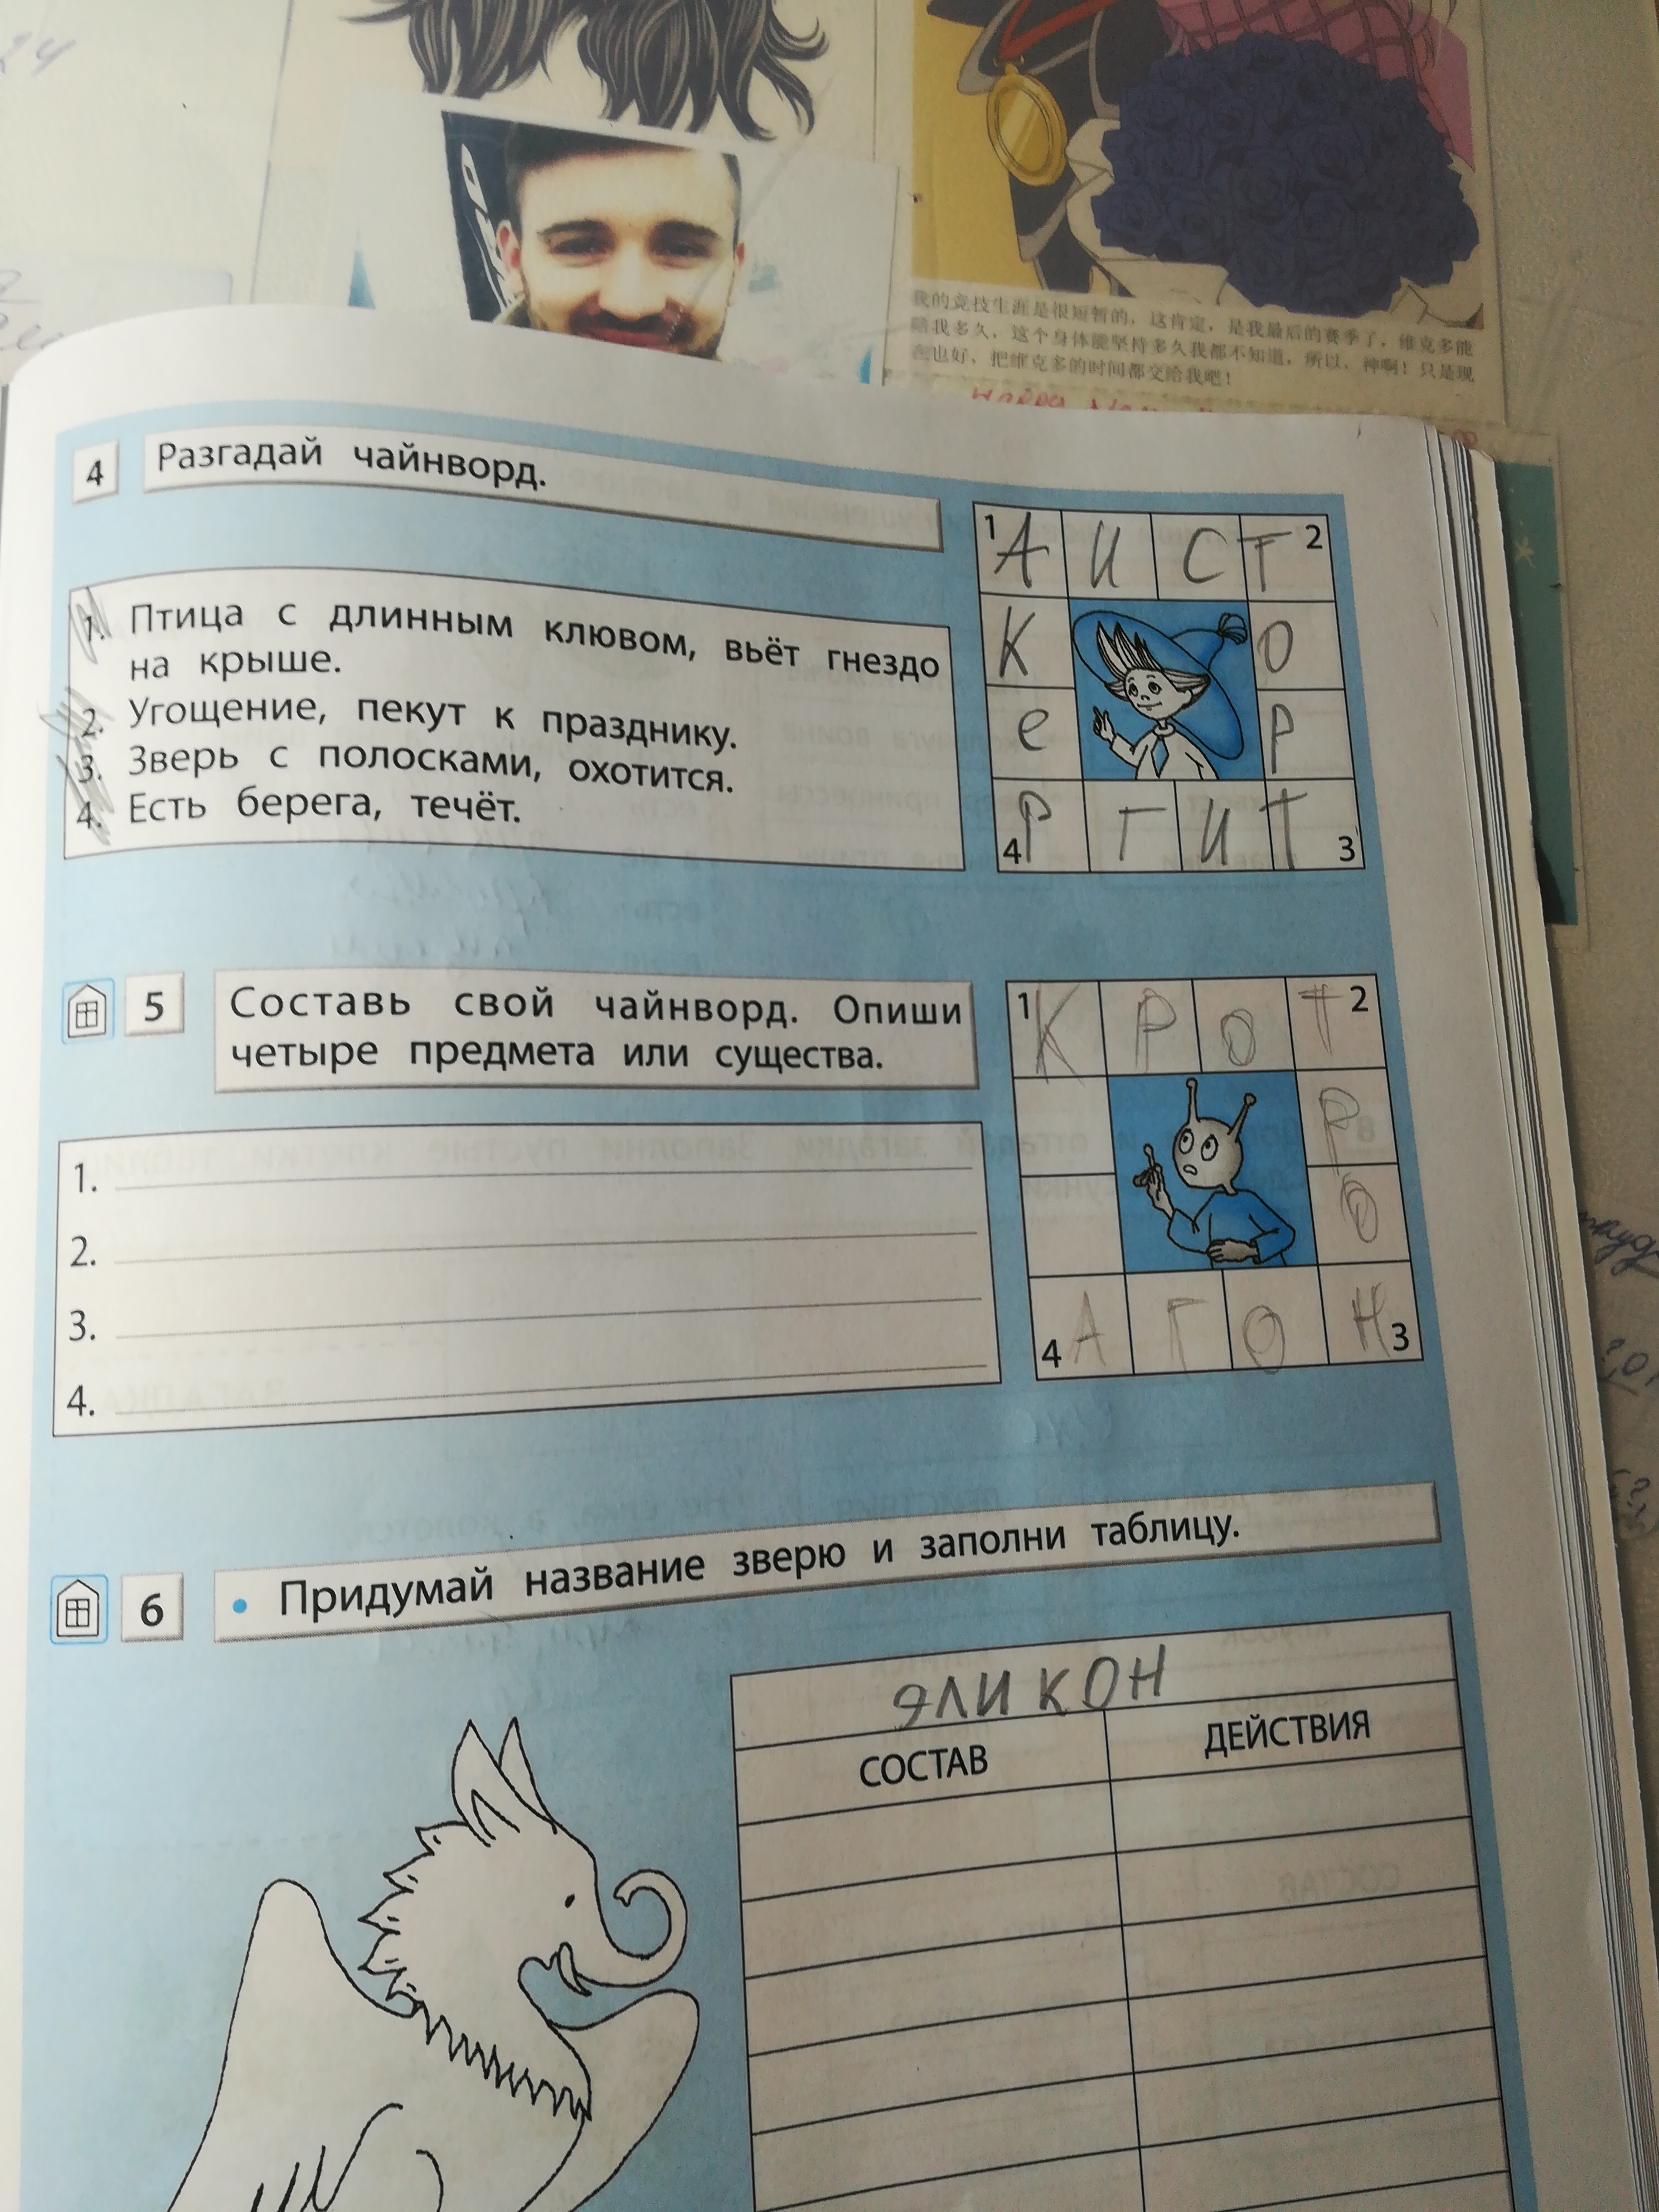 24
我的竞技生涯是很短暂的，这肯定，是我最后的赛季了，维克多能
陪我多久，这个身体能坚持多久我都不知道，所以，神啊！只是现
在也好，把维克多的时间都交给我吧！
4 Разгадай чайнворд.
1. Птица с длинным клювом, вьёт гнездо
на крыше.
2. Угощение, пекут к празднику.
3. Зверь с полосками, охотится.
4. Есть берега, течёт.
1 А И С Т 2
К О
е Р
4 Р Г И Т 3
5 Составь свой чайнворд. Опиши
четыре предмета или существа.
1.
2.
3.
4.
1 К Р О Т 2
Р
О
4 А Г О Н 3
6 • Придумай название зверю и заполни таблицу.
ЭЛИКОН
СОСТАВ ДЕЙСТВИЯ